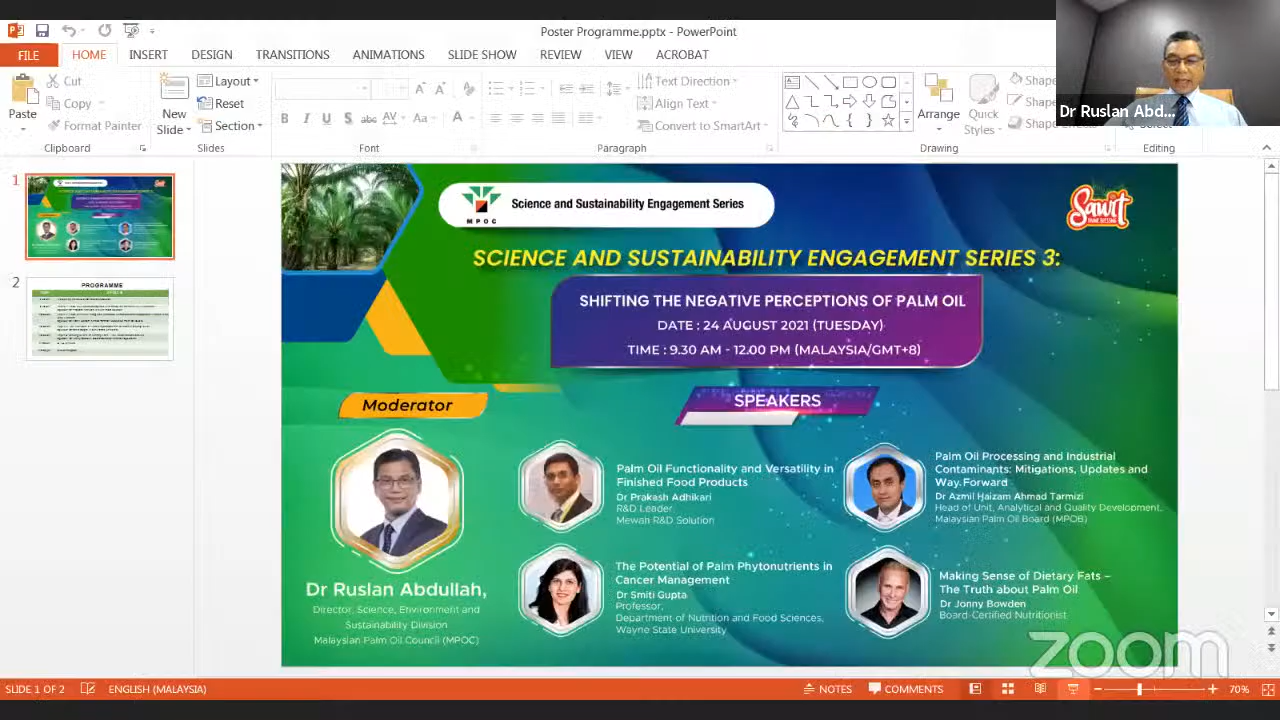 Poster Programme.pptx - PowerPoint
FILE
HOME
INSERT
DESIGN
TRANSITIONS
ANIMATIONS
SLIDE SHOW
REVIEW
VIEW
ACROBAT
Paste
Cut
Copy
Format Painter
Clipboard
New
Slide
Layout
Reset
Section
Slides
B I U S abc AV Aa A
Font
Text Direction
Align Text
Convert to SmartArt
Paragraph
Arrange
Quick
Styles
Drawing
Editing
Dr Ruslan Abd...
1
2
PROGRAMME
MPOC
Science and Sustainability Engagement Series
Sawit
SCIENCE AND SUSTAINABILITY ENGAGEMENT SERIES 3:
SHIFTING THE NEGATIVE PERCEPTIONS OF PALM OIL
DATE : 24 AUGUST 2021 (TUESDAY)
TIME : 9.30 AM - 12.00 PM (MALAYSIA/GMT+8)
Moderator
SPEAKERS
Dr Ruslan Abdullah,
Director, Science, Environment and
Sustainability Division
Malaysian Palm Oil Council (MPOC)
Palm Oil Functionality and Versatility in
Finished Food Products
Dr Prakash Adhikari
R&D Leader,
Mewah R&D Solution
Palm Oil Processing and Industrial
Contaminants: Mitigations, Updates and
Way Forward
Dr Azmil Haizam Ahmad Tarmizi
Head of Unit, Analytical and Quality Development,
Malaysian Palm Oil Board (MPOB)
The Potential of Palm Phytonutrients in
Cancer Management
Dr Smiti Gupta
Professor,
Department of Nutrition and Food Sciences,
Wayne State University
Making Sense of Dietary Fats –
The Truth about Palm Oil
Dr Jonny Bowden
Board-Certified Nutritionist
zoom
SLIDE 1 OF 2
ENGLISH (MALAYSIA)
NOTES
COMMENTS
70%